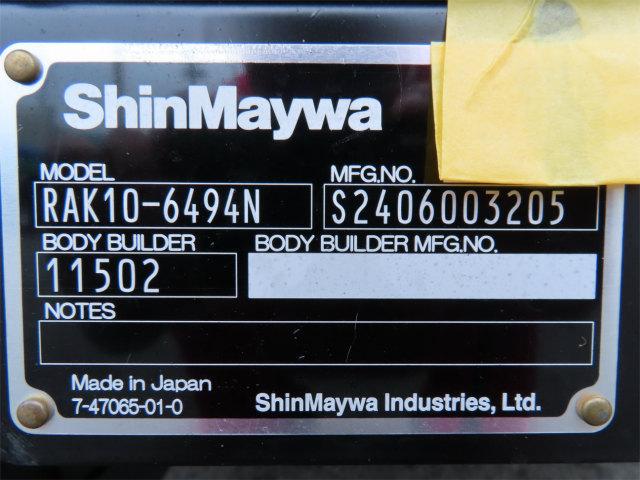 ShinMaywa
MODEL MFG.NO.
RAK10-6494N S2406003205
BODY BUILDER BODY BUILDER MFG.NO.
11502
NOTES
Made in Japan
7-47065-01-0 ShinMaywa Industries, Ltd.